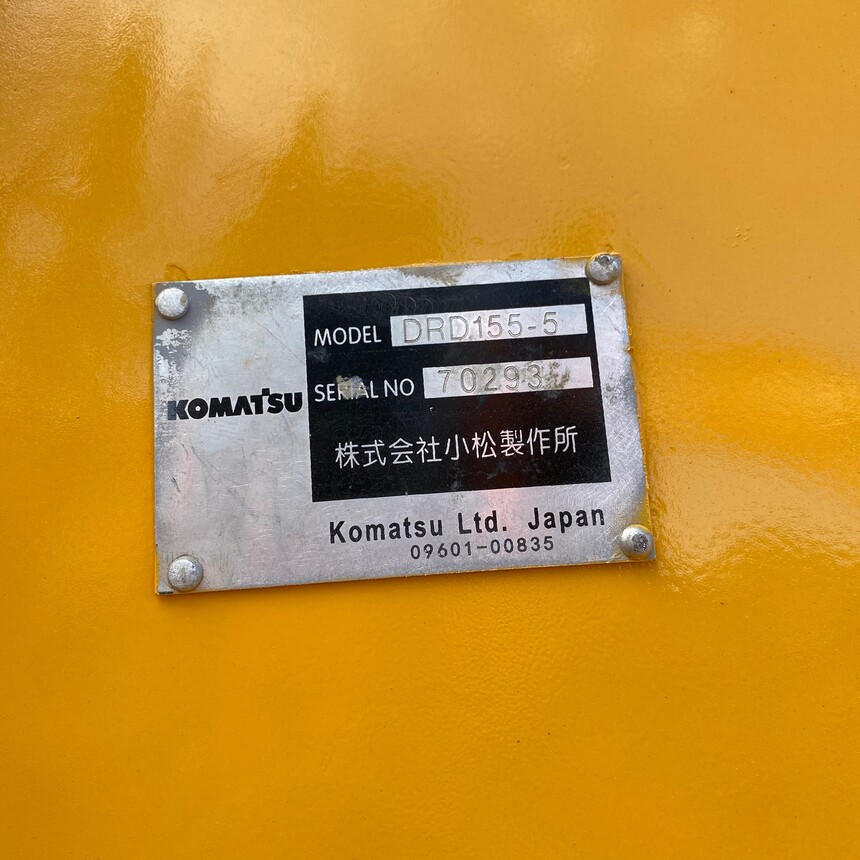 KOMATSU
MODEL DRD155-5
SERIAL NO 70293
株式会社小松製作所
Komatsu Ltd. Japan
09601-00835